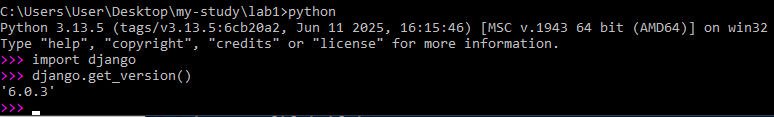 C:\Users\User\Desktop\my-study\lab1>python
Python 3.13.5 (tags/v3.13.5:6cb20a2, Jun 11 2025, 16:15:46) [MSC v.1943 64 bit (AMD64)] on win32
Type "help", "copyright", "credits" or "license" for more information.
>>> import django
>>> django.get_version()
'6.0.3'
>>>